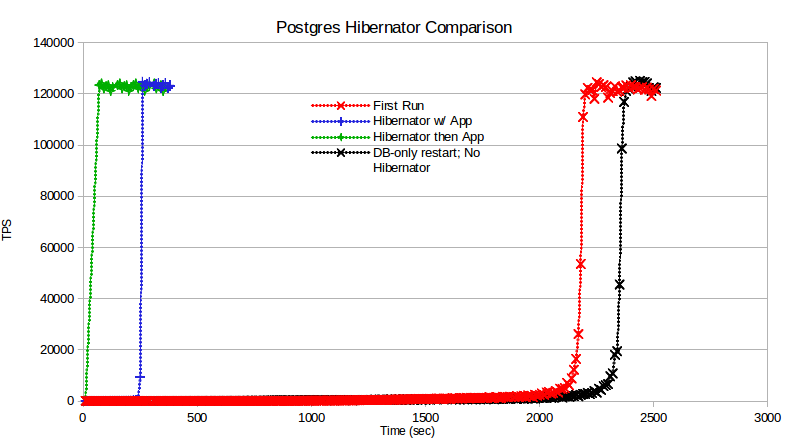 Postgres Hibernator Comparison
140000
120000
100000
80000
60000
40000
20000
0
TPS
First Run
Hibernator w/ App
Hibernator then App
DB-only restart; No
Hibernator
0 500 1000 1500 2000 2500 3000
Time (sec)